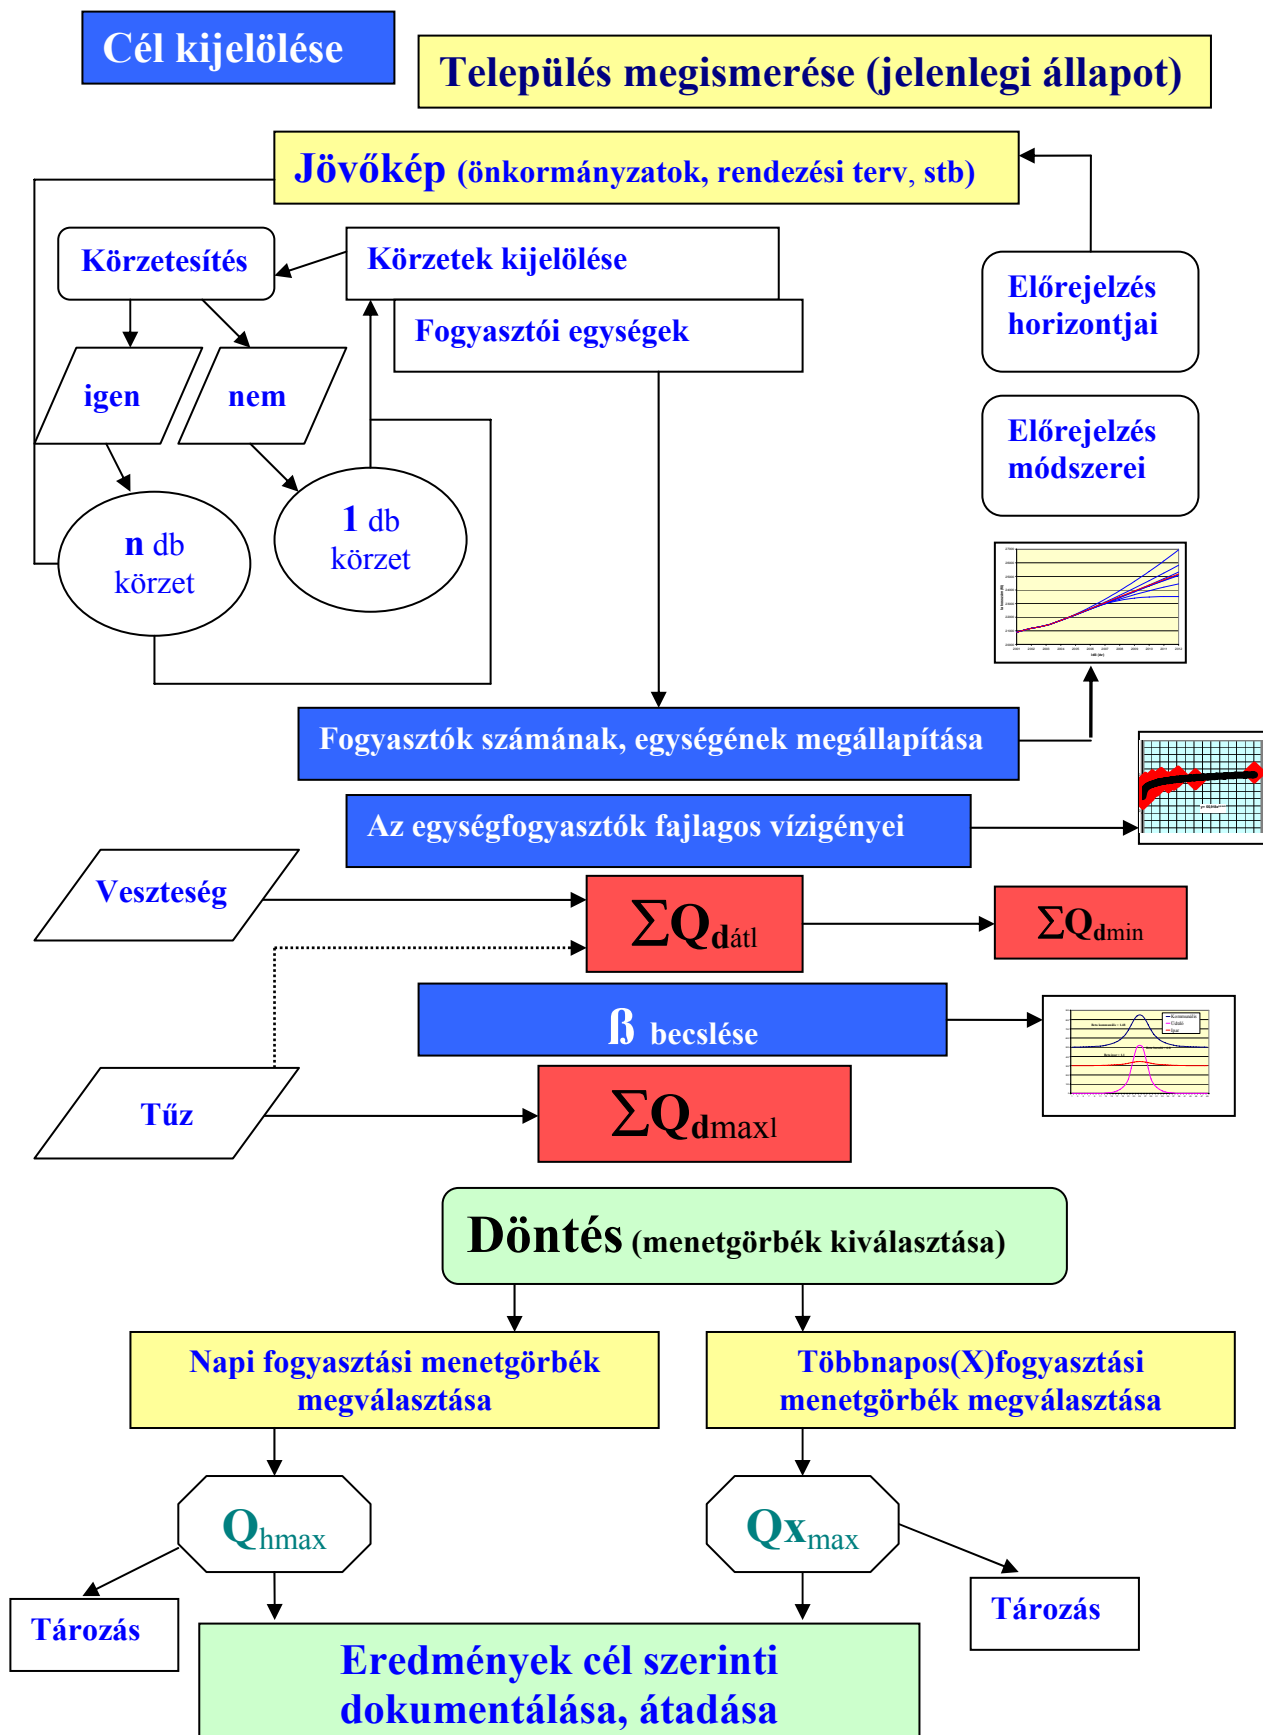 Cél kijelölése
Település megismerése (jelenlegi állapot)
Jövőkép (önkormányzatok, rendezési terv, stb)
Körzetesítés
Körzetek kijelölése
Fogyasztói egységek
Előrejelzés
horizontjai
igen
nem
Előrejelzés
módszerei
n db
körzet
1 db
körzet
Fogyasztók számának, egységének megállapítása
Az egységfogyasztók fajlagos vízigényei
Veszteség
ΣQdátl
ΣQdmin
ß becslése
Kommunális
Üdülő
Ipar
Tűz
ΣQdmaxl
Döntés (menetgörbék kiválasztása)
Napi fogyasztási menetgörbék
megválasztása
Többnapos(X)fogyasztási
menetgörbék megválasztása
Qhmax
Qxmax
Tározás
Tározás
Eredmények cél szerinti
dokumentálása, átadása